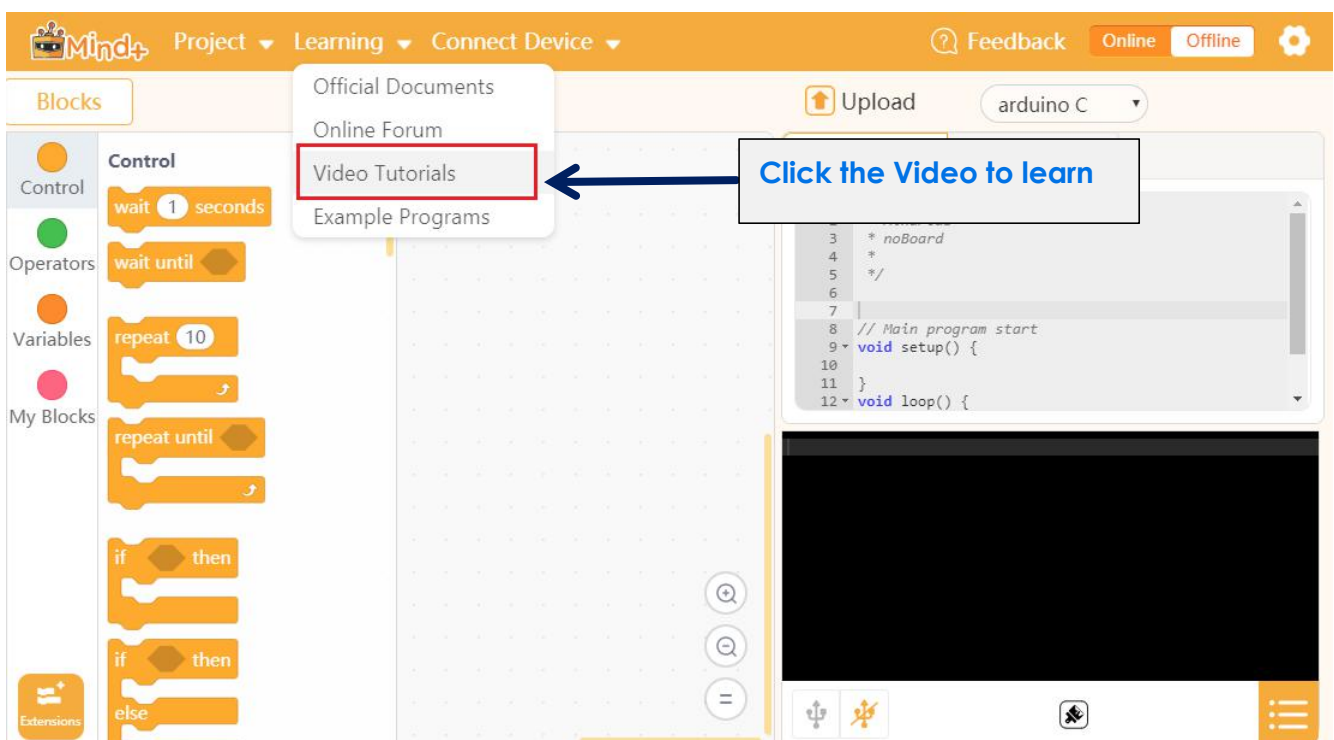 Mind+ Project Learning Connect Device Feedback Online Offline
Blocks
Official Documents
Online Forum
Video Tutorials
Example Programs
Upload arduino C
Click the Video to learn
Control
Operators
Variables
My Blocks
Extensions
Control
wait 1 seconds
wait until
repeat 10
repeat until
if then
if then
else
3 * noBoard
4 *
5 */
6
7
8 // Main program start
9 void setup() {
10
11 }
12 void loop() {